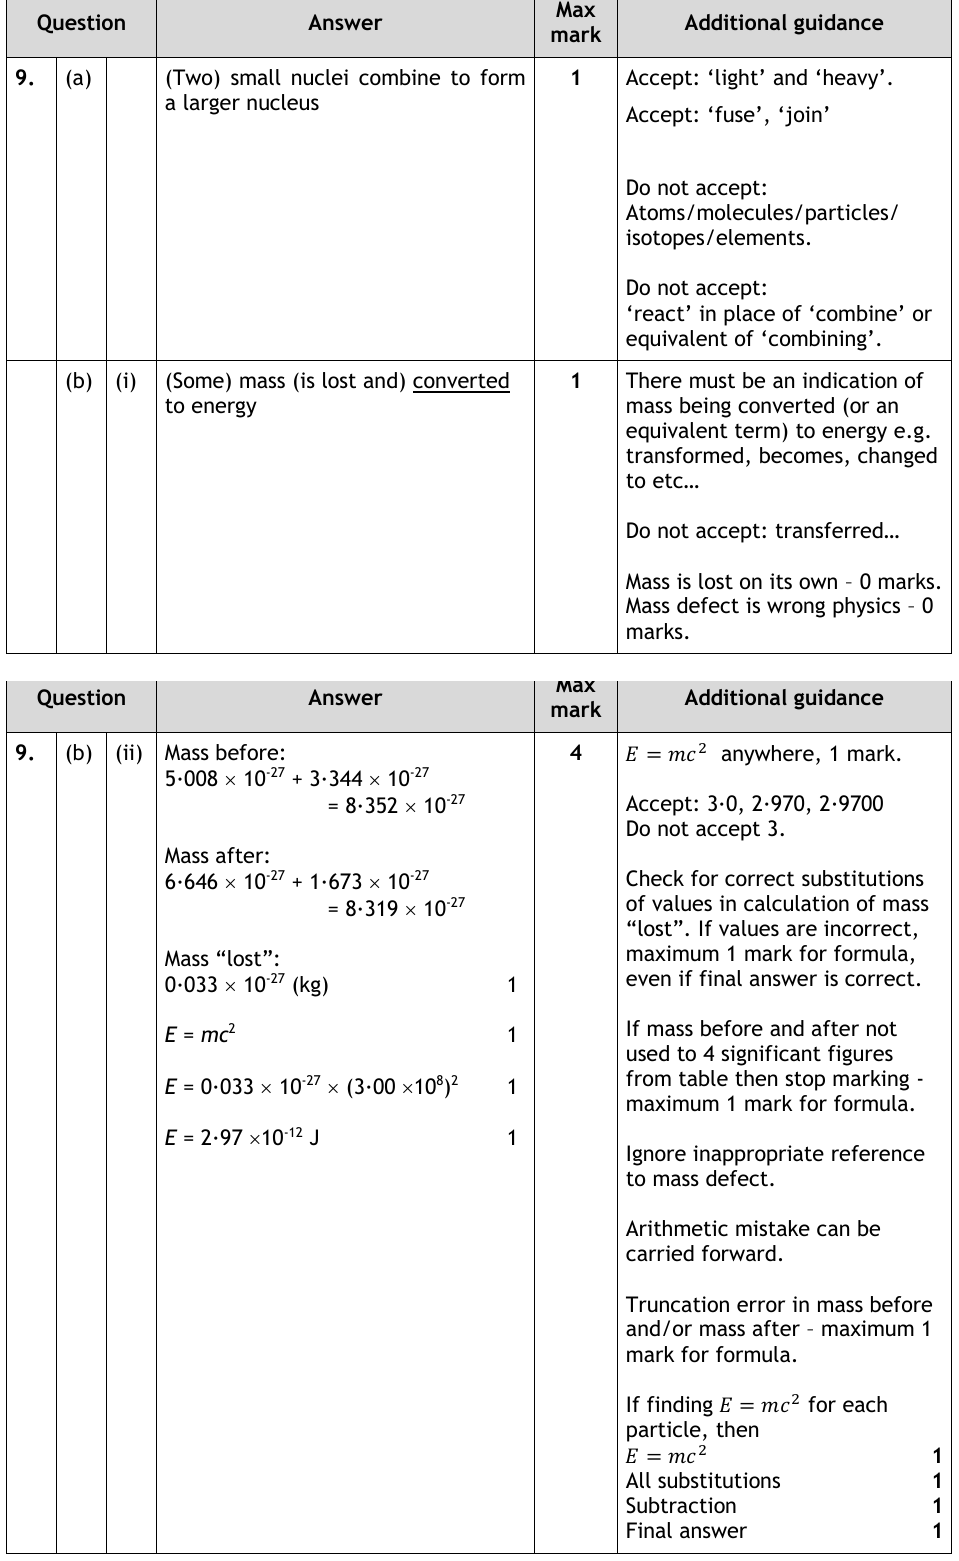 Question Answer Max mark Additional guidance
9. (a) (Two) small nuclei combine to form 1 Accept: ‘light’ and ‘heavy’.
a larger nucleus
Accept: ‘fuse’, ‘join’
Do not accept:
Atoms/molecules/particles/
isotopes/elements.
Do not accept:
‘react’ in place of ‘combine’ or
equivalent of ‘combining’.
(b) (i) (Some) mass (is lost and) converted 1 There must be an indication of
to energy
mass being converted (or an
equivalent term) to energy e.g.
transformed, becomes, changed
to etc…
Do not accept: transferred…
Mass is lost on its own – 0 marks.
Mass defect is wrong physics – 0
marks.
Question Answer Max mark Additional guidance
9. (b) (ii) Mass before: 4
5·008 × 10⁻²⁷ + 3·344 × 10⁻²⁷
= 8·352 × 10⁻²⁷
Mass after:
6·646 × 10⁻²⁷ + 1·673 × 10⁻²⁷
= 8·319 × 10⁻²⁷
Mass “lost”:
0·033 × 10⁻²⁷ (kg) 1
E = mc² 1
E = 0·033 × 10⁻²⁷ × (3·00 ×10⁸)² 1
E = 2·97 ×10⁻¹² J 1
E = mc² anywhere, 1 mark.
Accept: 3·0, 2·970, 2·9700
Do not accept 3.
Check for correct substitutions
of values in calculation of mass
“lost”. If values are incorrect,
maximum 1 mark for formula,
even if final answer is correct.
If mass before and after not
used to 4 significant figures
from table then stop marking -
maximum 1 mark for formula.
Ignore inappropriate reference
to mass defect.
Arithmetic mistake can be
carried forward.
Truncation error in mass before
and/or mass after – maximum 1
mark for formula.
If finding E = mc² for each
particle, then
E = mc² 1
All substitutions 1
Subtraction 1
Final answer 1